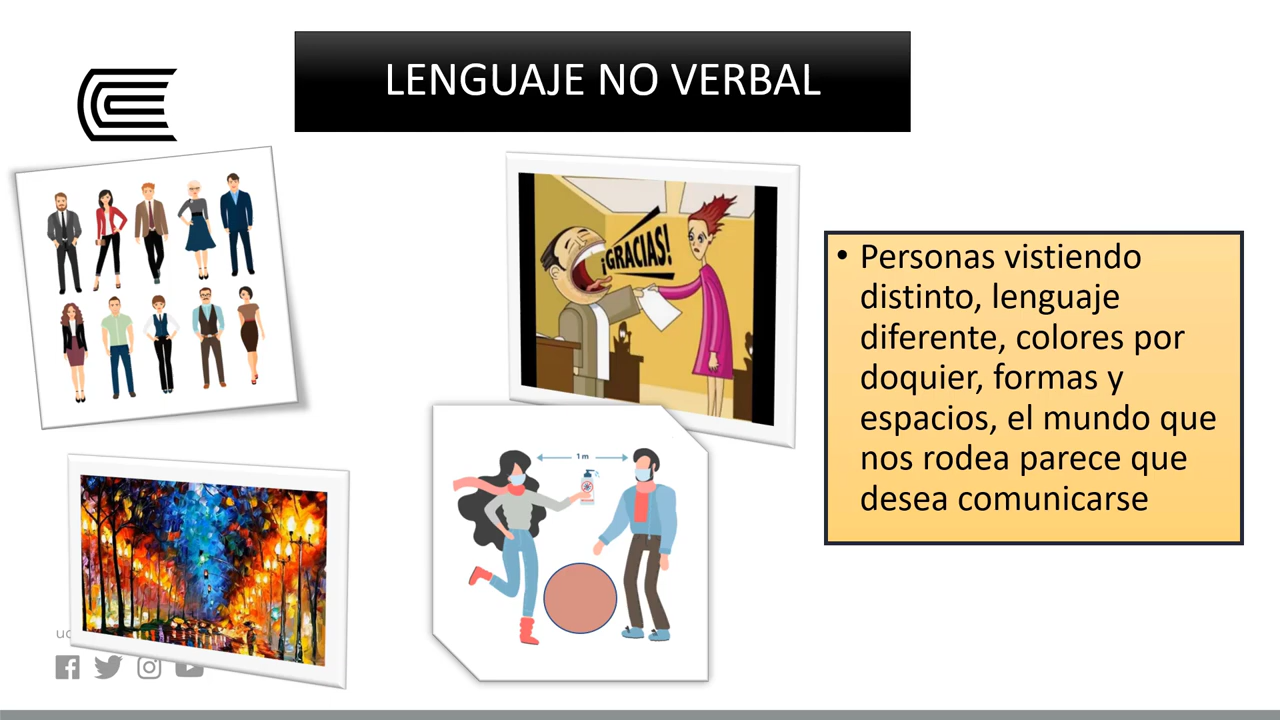 LENGUAJE NO VERBAL
¡GRACIAS!
• Personas vistiendo
distinto, lenguaje
diferente, colores por
doquier, formas y
espacios, el mundo que
nos rodea parece que
desea comunicarse
1 m